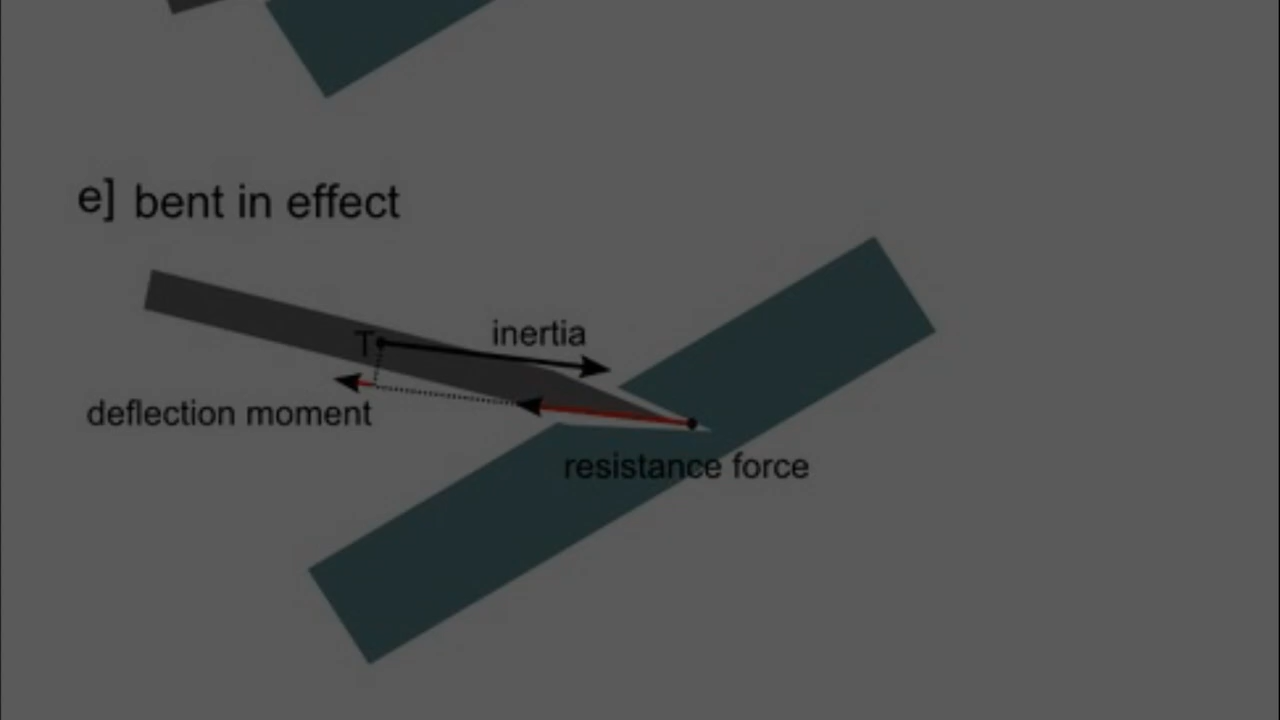 e] bent in effect
T
inertia
deflection moment
resistance force